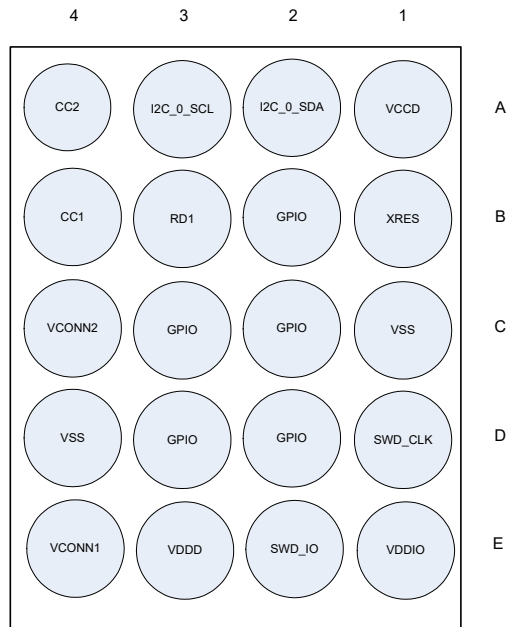 4 3 2 1
CC2 I2C_0_SCL I2C_0_SDA VCCD A
CC1 RD1 GPIO XRES B
VCONN2 GPIO GPIO VSS C
VSS GPIO GPIO SWD_CLK D
VCONN1 VDDD SWD_IO VDDIO E